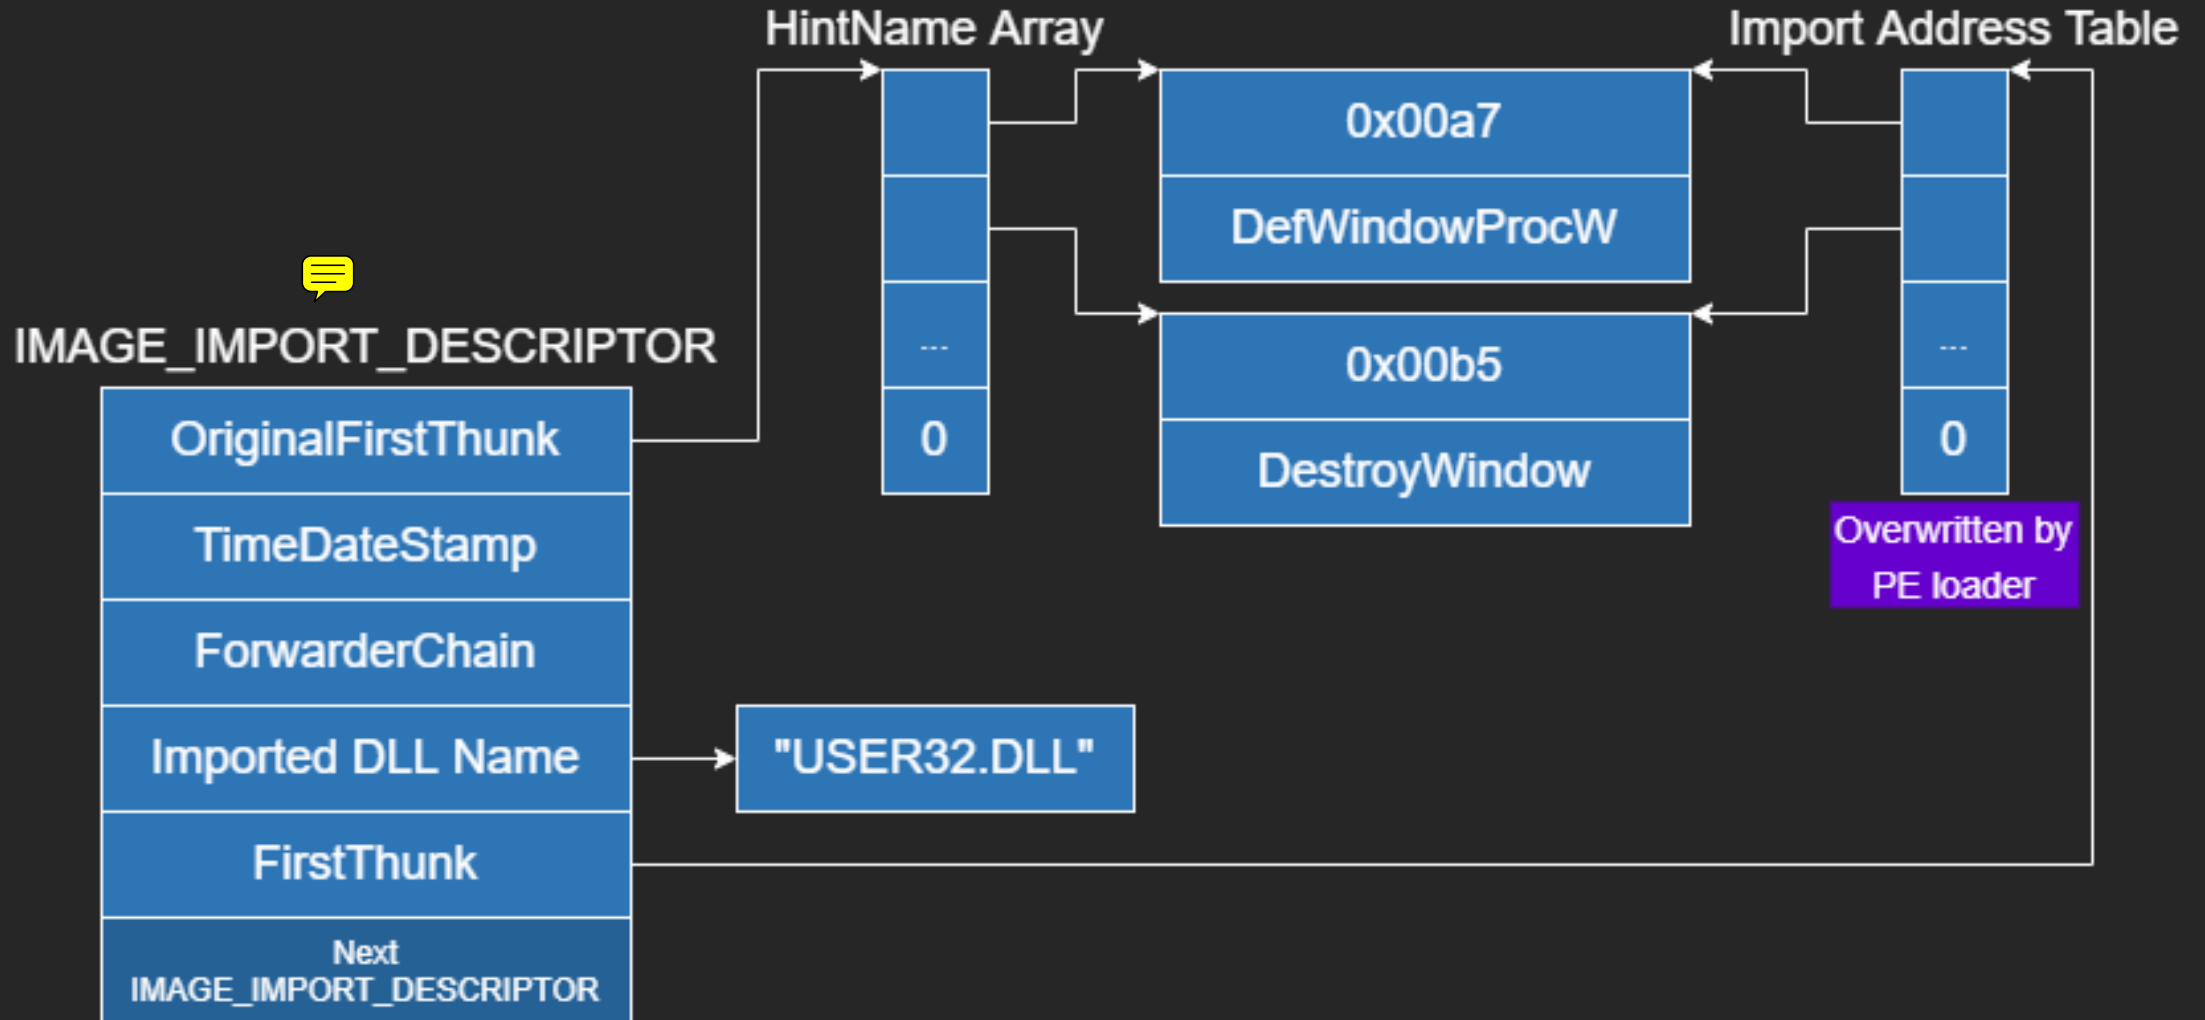 HintName Array
Import Address Table
0x00a7
DefWindowProcW
---
---
IMAGE_IMPORT_DESCRIPTOR
0x00b5
OriginalFirstThunk
0
0
DestroyWindow
Overwritten by
PE loader
TimeDateStamp
ForwarderChain
Imported DLL Name
"USER32.DLL"
FirstThunk
Next
IMAGE_IMPORT_DESCRIPTOR